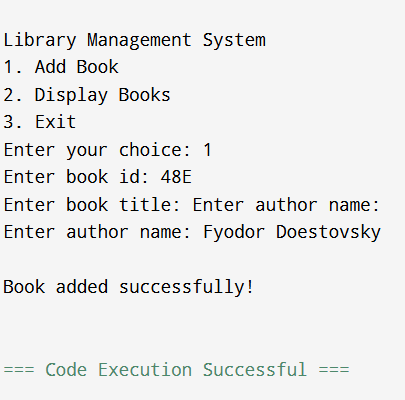 Library Management System
1. Add Book
2. Display Books
3. Exit
Enter your choice: 1
Enter book id: 48E
Enter book title: Enter author name:
Enter author name: Fyodor Doestovsky
Book added successfully!
=== Code Execution Successful ===